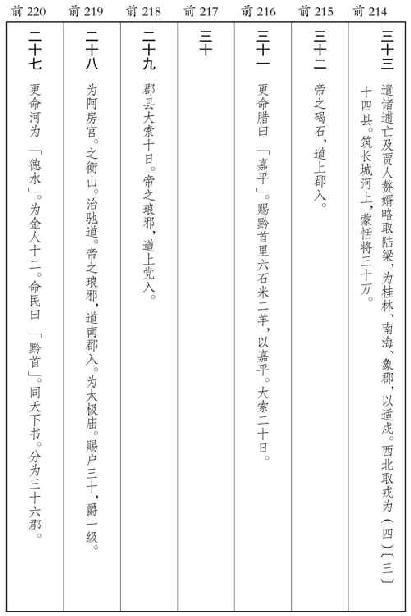 前 220
二十七
更命河为「德水」。为金人十二。命民曰「黔首」。同天下书。分为三十六郡。
前 219
二十八
为阿房宫。之衡山。治驰道。帝之琅邪,道南郡入。为太极庙。赐户三十,爵一级。
前 218
二十九
郡县大索十日。帝之琅邪,道上党入。
前 217
三十
前 216
三十一
更命腊曰「嘉平」。赐黔首里六石米二羊,以嘉平。大索二十日。
前 215
三十二
帝之碣石,道上郡入。
前 214
三十三
遣诸逋亡及贾人赘婿略取陆梁,为桂林、南海、象郡,以适戍。西北取戎为(四)〔三〕
十四县。筑长城河上,蒙恬将三十万。